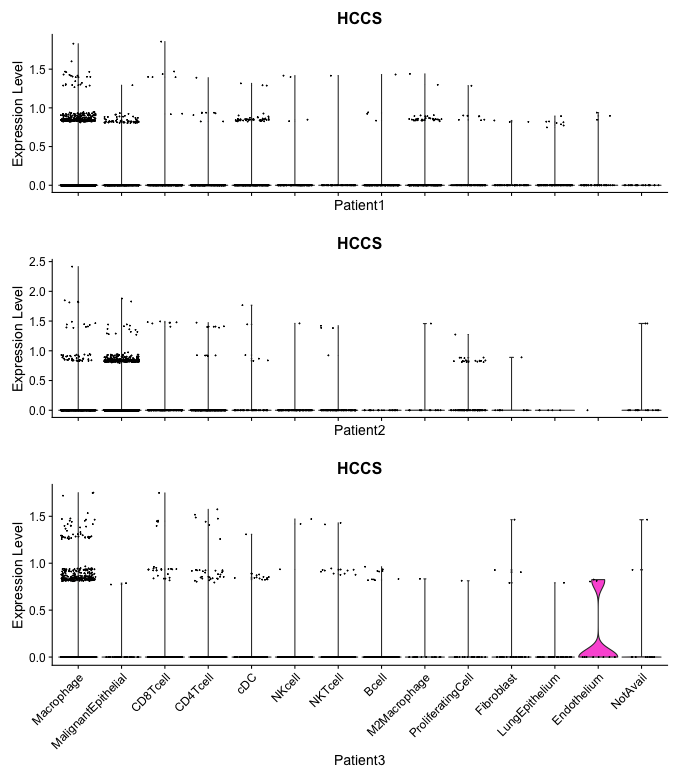 HCCS
Expression Level
1.5
1.0
0.5
0.0
Patient1
HCCS
Expression Level
2.5
2.0
1.5
1.0
0.5
0.0
Patient2
HCCS
Expression Level
1.5
1.0
0.5
0.0
Macrophage
MalignantEpithelial
CD8Tcell
CD4Tcell
cDC
NKcell
NKTcell
Bcell
M2Macrophage
ProliferatingCell
Fibroblast
LungEpithelium
Endothelium
NotAvail
Patient3